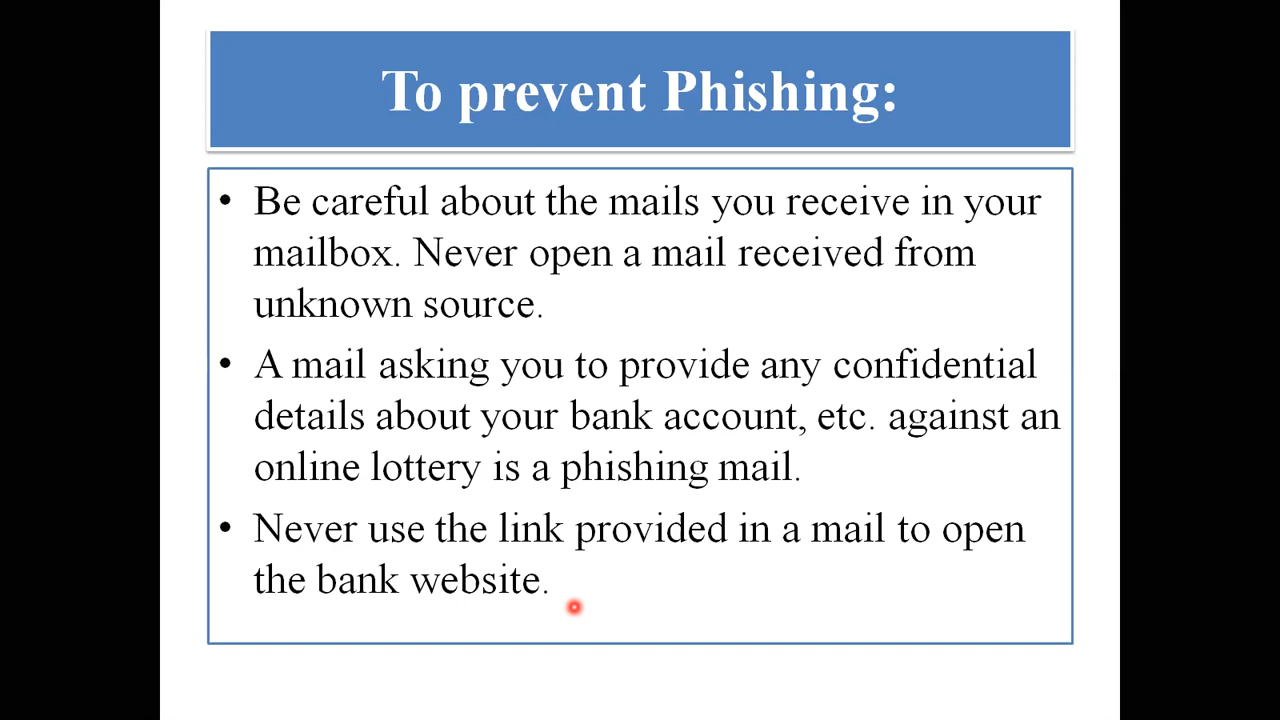 To prevent Phishing:
• Be careful about the mails you receive in your
mailbox. Never open a mail received from
unknown source.
• A mail asking you to provide any confidential
details about your bank account, etc. against an
online lottery is a phishing mail.
• Never use the link provided in a mail to open
the bank website.